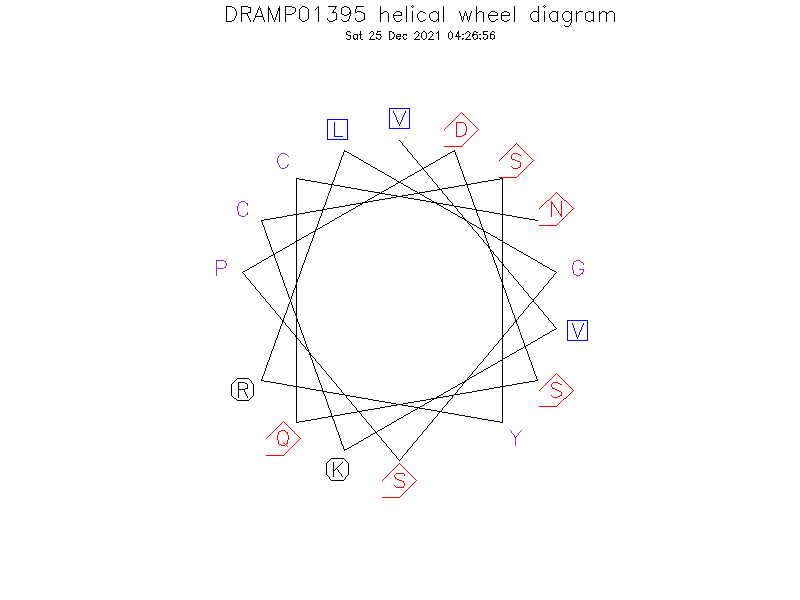 DRAMP01395 helical wheel diagram
Sat 25 Dec 2021 04:26:56
V
L
D
C
S
C
N
P
G
V
R
S
Q
Y
K
S